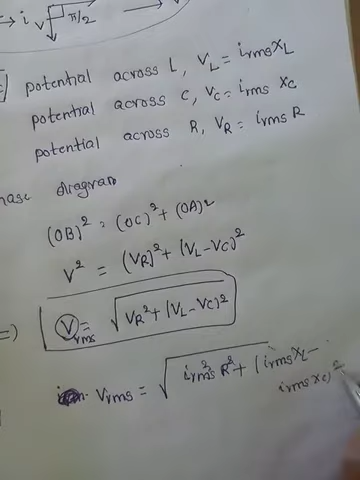 → i v π/2
potential across L, VL = irms XL
potential across C, VC = irms XC
potential across R, VR = irms R
hase diagram
(OB)² = (OC)² + (OA)2
V² = (VR)² + (VL-VC)²
=) Vrms = √VR² + (VL-VC)²
Vrms = √i²rms R² + (irms XL -
irms XC)²